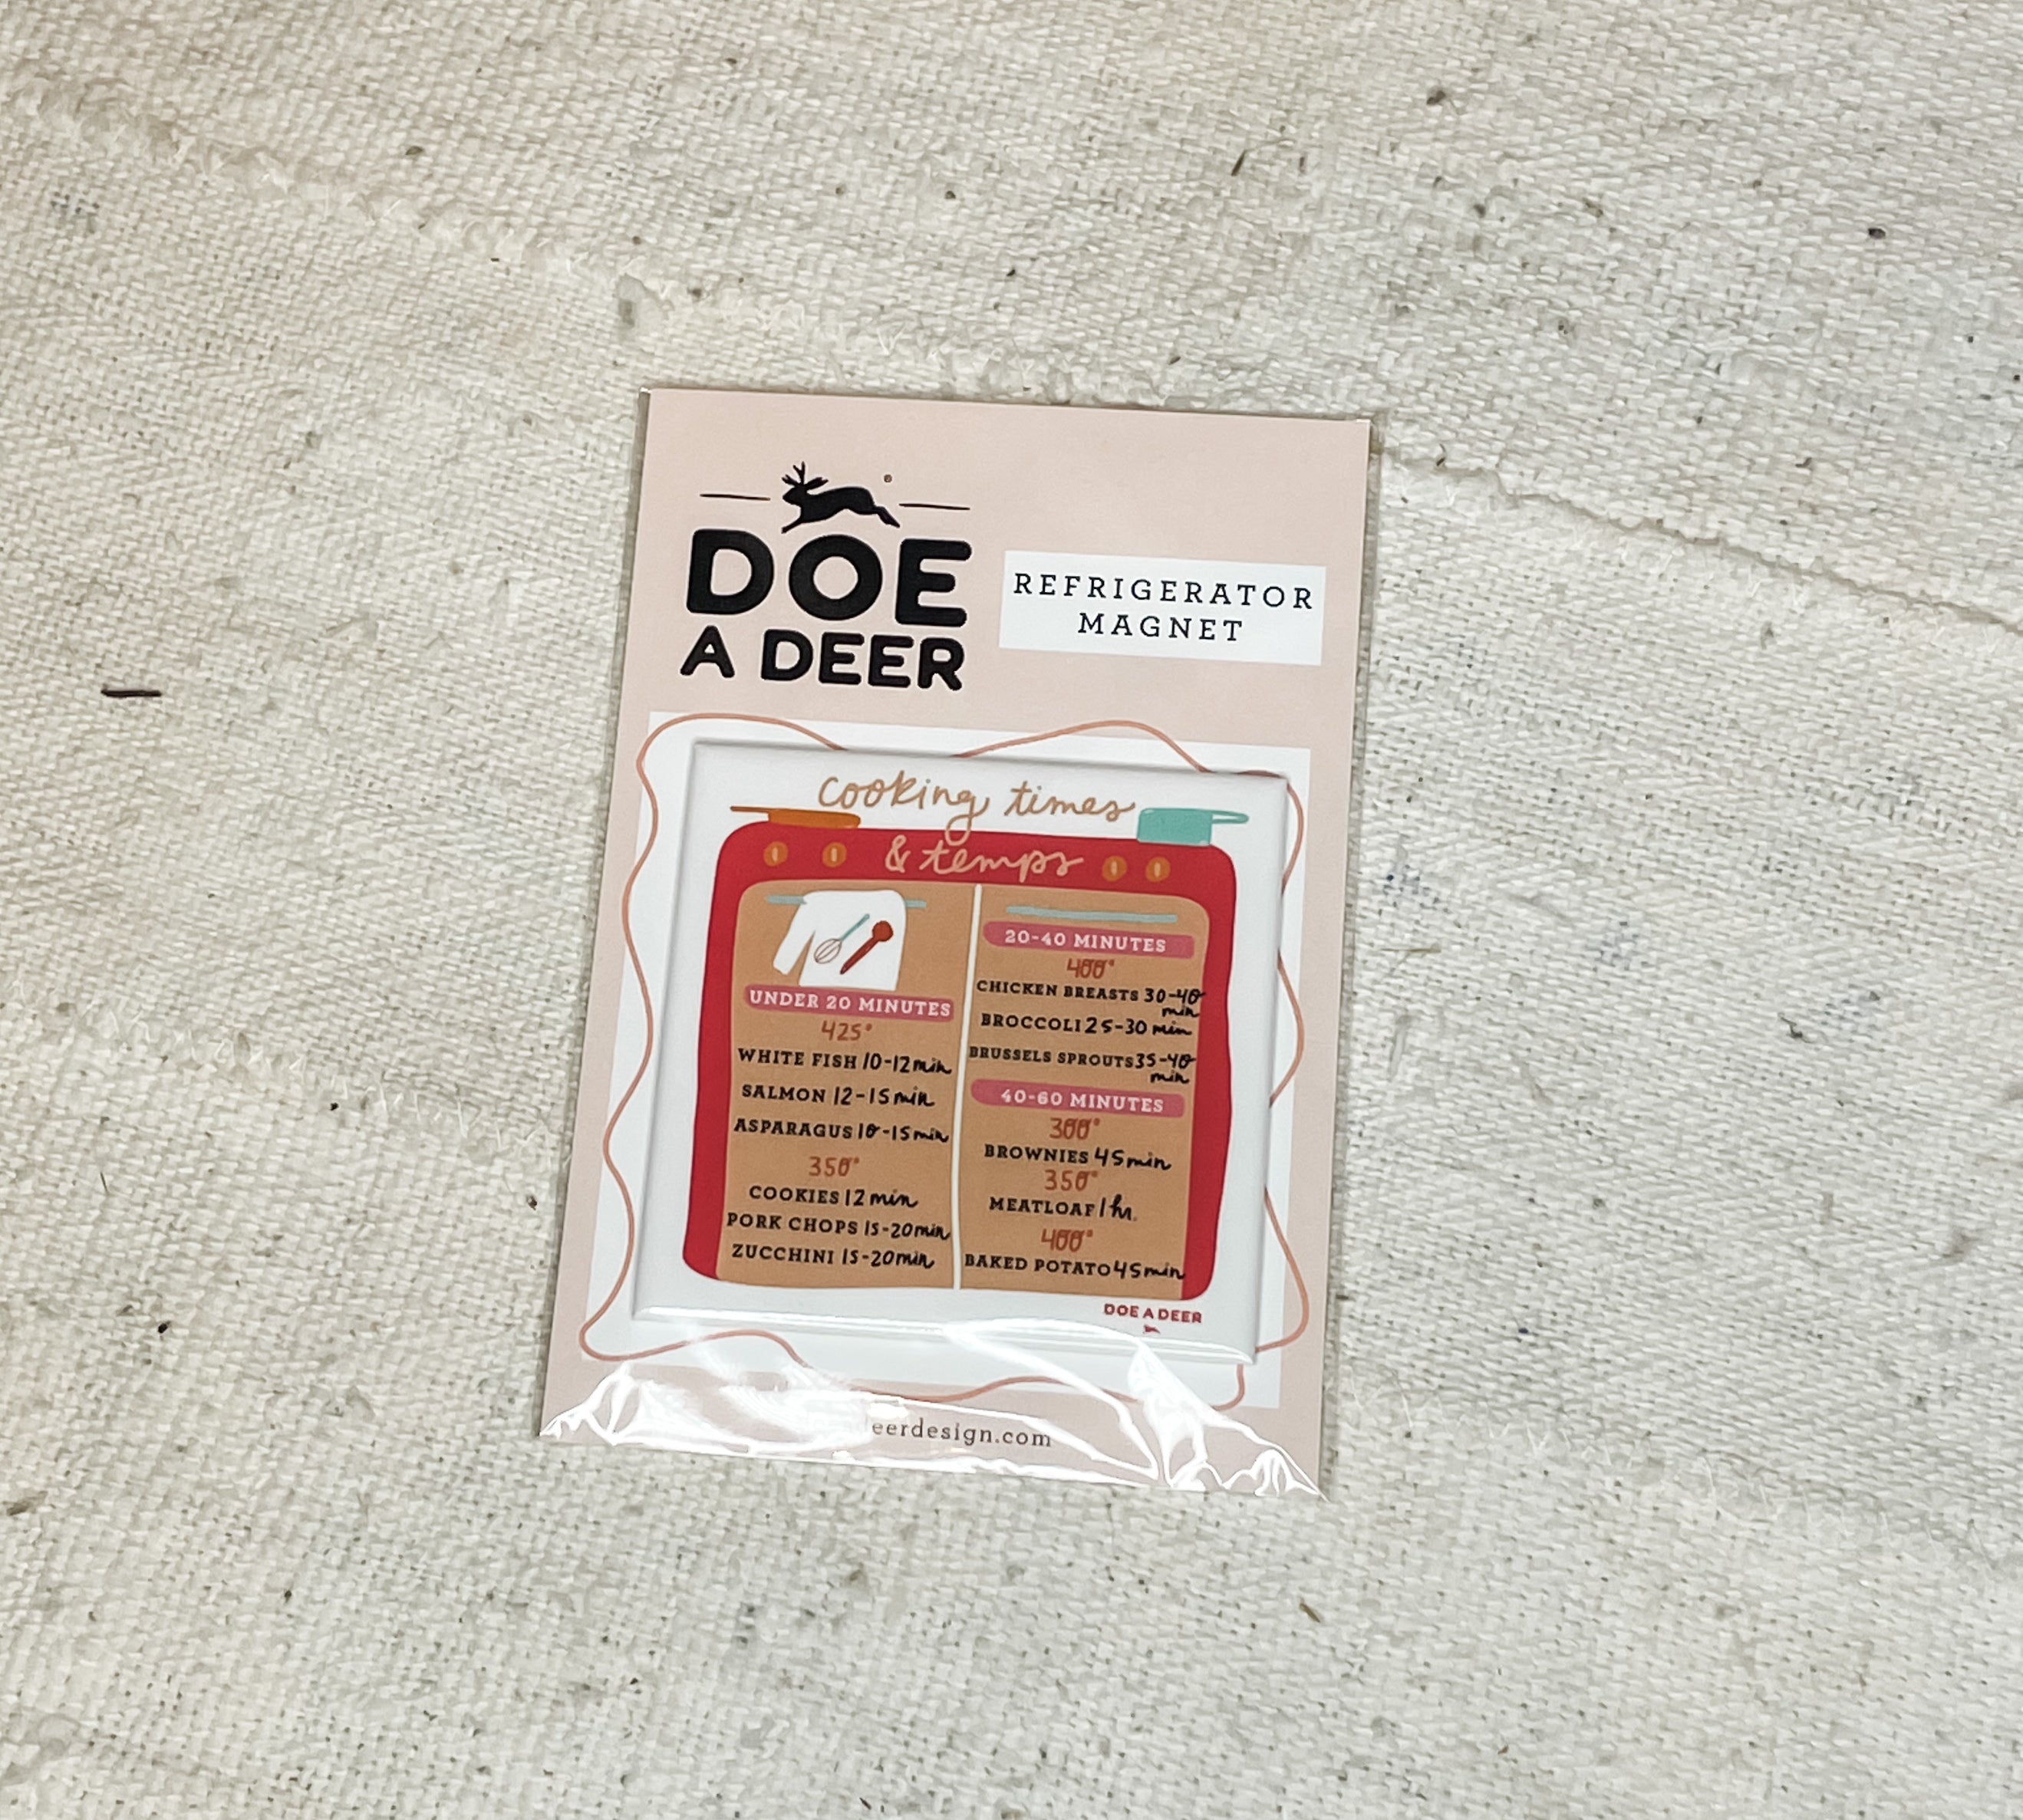 ®
DOE
A DEER
REFRIGERATOR
MAGNET
cooking times
& temps
UNDER 20 MINUTES
425°
WHITE FISH 10-12 min
SALMON 12-15 min
ASPARAGUS 10-15 min
350°
COOKIES 12 min
PORK CHOPS 15-20 min
ZUCCHINI 15-20 min
20-40 MINUTES
400°
CHICKEN BREASTS 30-40
min
BROCCOLI 25-30 min
BRUSSELS SPROUTS 35-40
min
40-60 MINUTES
300°
BROWNIES 45 min
350°
MEATLOAF 1 hr.
400°
BAKED POTATO 45 min
DOE A DEER
eerdesign.com